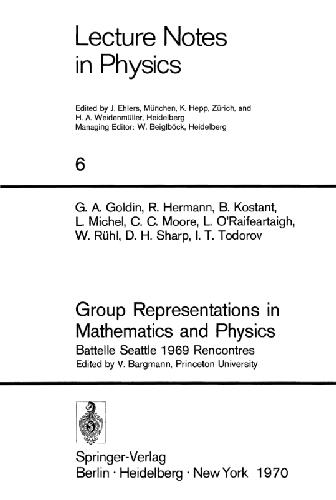 Lecture Notes
in Physics
Edited by J. Ehlers, München, K. Hepp, Zürich, and
H. A. Weidenmüller, Heidelberg
Managing Editor: W. Beiglböck, Heidelberg
6
G. A. Goldin, R. Hermann, B. Kostant,
L. Michel, C. C. Moore, L. O'Raifeartaigh,
W. Rühl, D. H. Sharp, I. T. Todorov
Group Representations in
Mathematics and Physics
Battelle Seattle 1969 Rencontres
Edited by V. Bargmann, Princeton University
Springer-Verlag
Berlin · Heidelberg · New York 1970